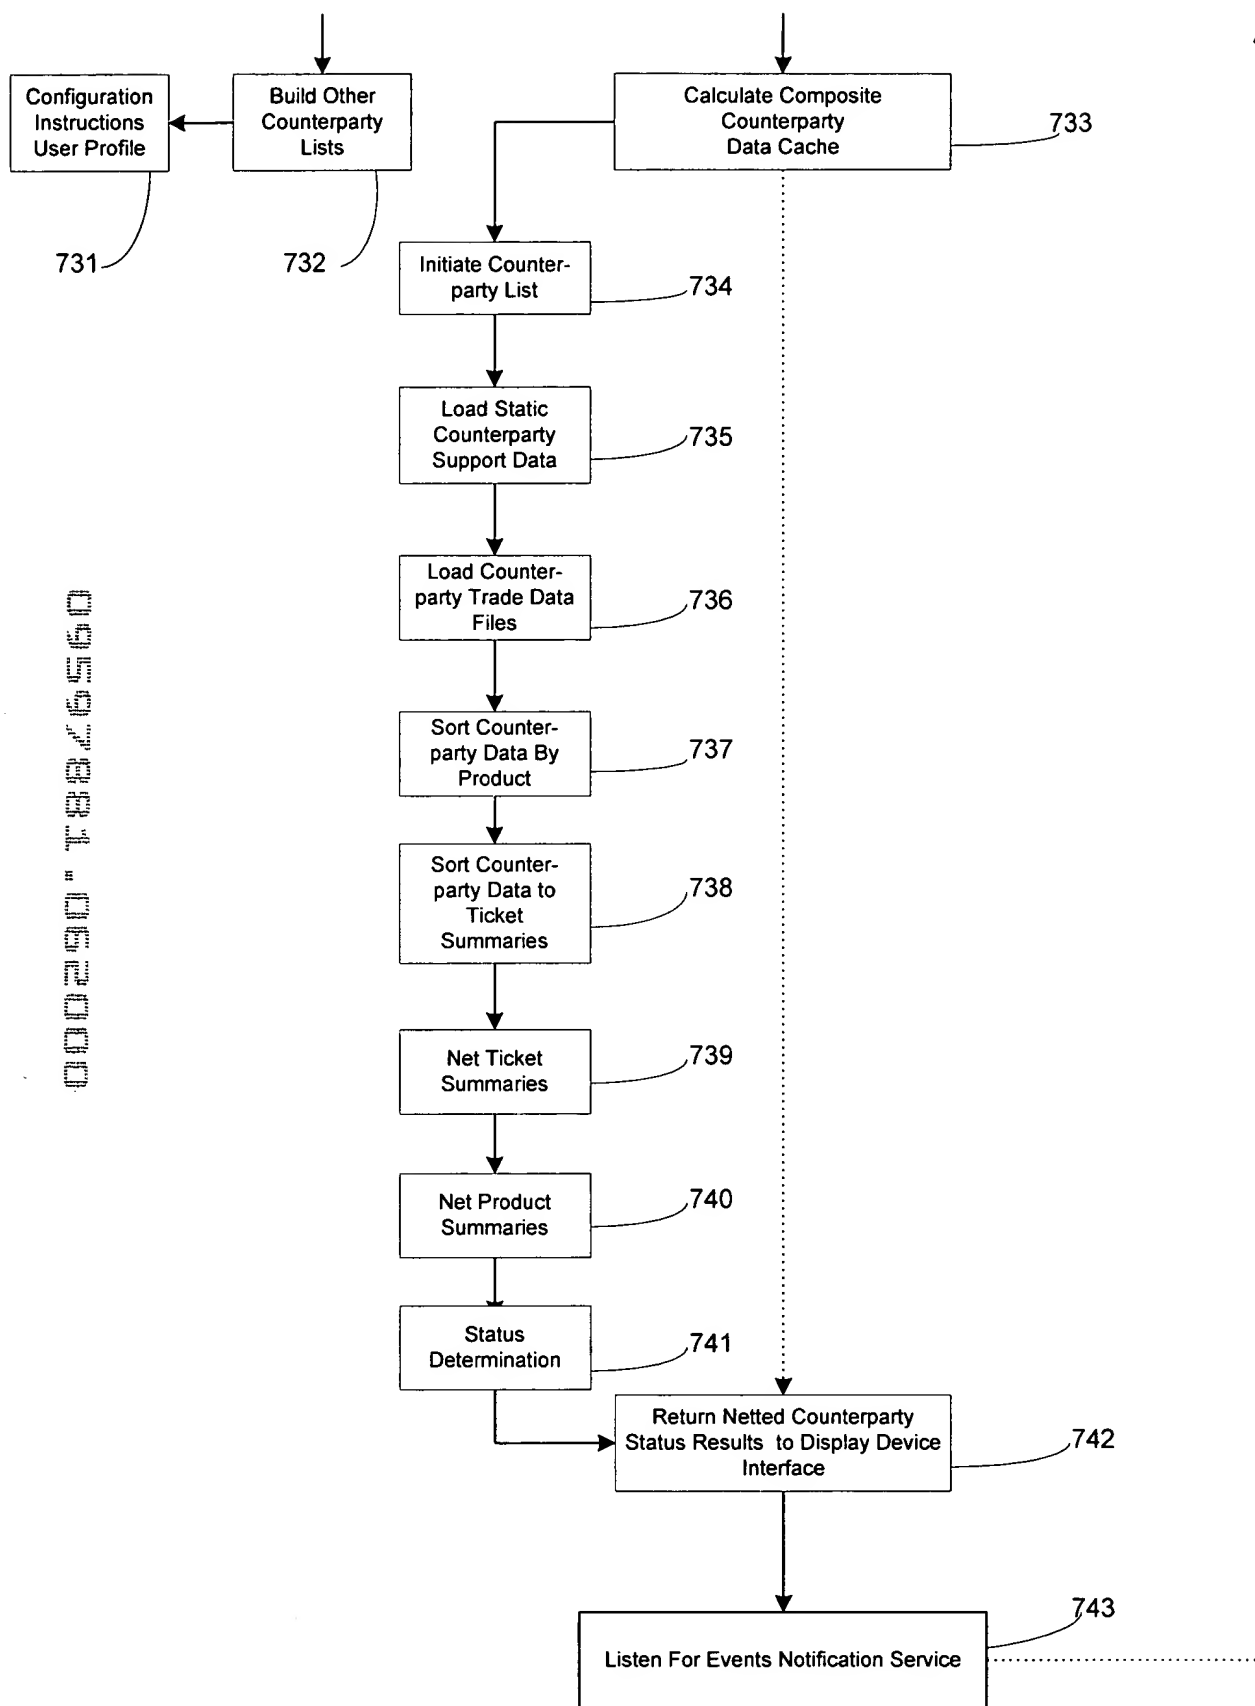 Configuration
Instructions
User Profile
731
Build Other
Counterparty
Lists
732
Calculate Composite
Counterparty
Data Cache
733
Initiate Counter-
party List
734
Load Static
Counterparty
Support Data
735
Load Counter-
party Trade Data
Files
736
Sort Counter-
party Data By
Product
737
Sort Counter-
party Data to
Ticket
Summaries
738
Net Ticket
Summaries
739
Net Product
Summaries
740
Status
Determination
741
Return Netted Counterparty
Status Results to Display Device
Interface
742
Listen For Events Notification Service
743
09597881.062000